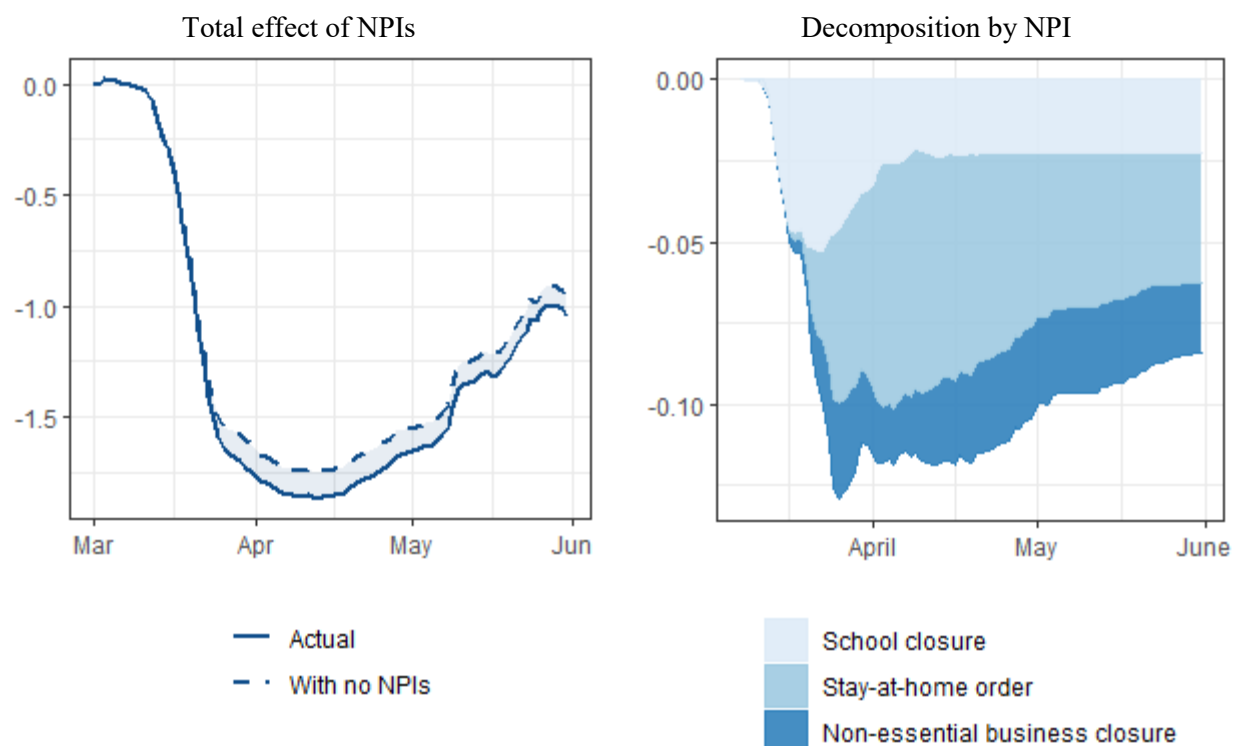 Total effect of NPIs
0.0
-0.5
-1.0
-1.5
Mar Apr May Jun
Actual
With no NPIs
Decomposition by NPI
0.00
-0.05
-0.10
April May June
School closure
Stay-at-home order
Non-essential business closure